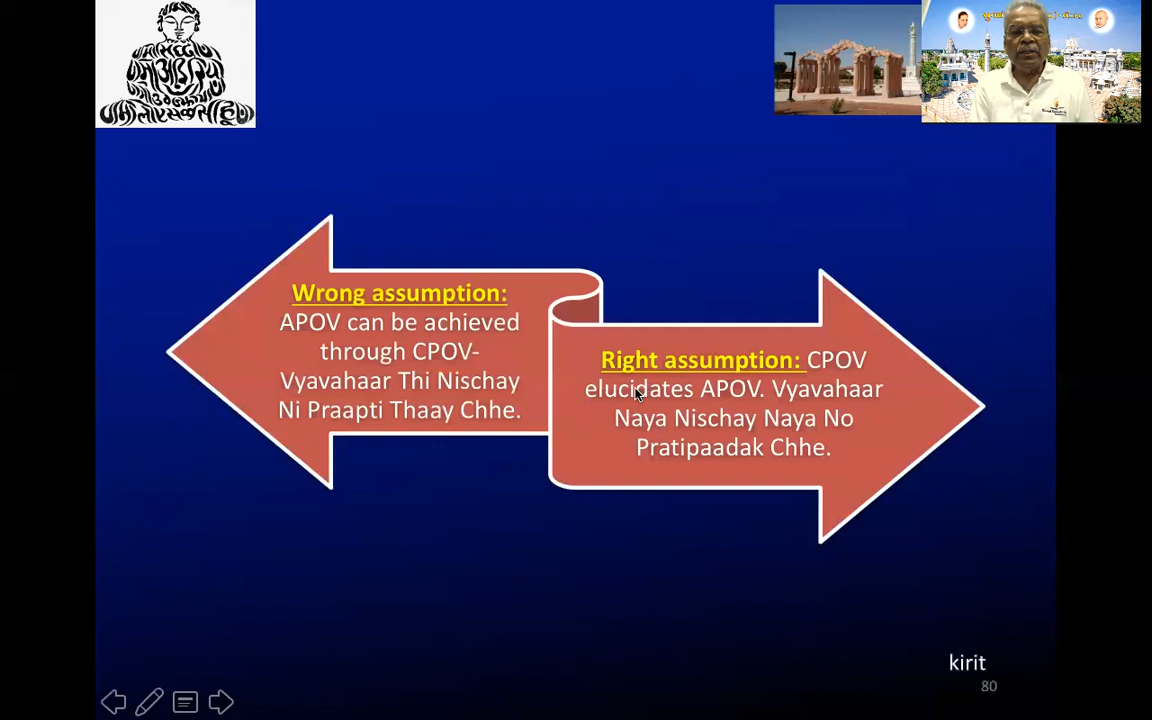 Wrong assumption:
APOV can be achieved
through CPOV-
Vyavahaar Thi Nischay
Ni Praapti Thaay Chhe.
Right assumption: CPOV
elucidates APOV. Vyavahaar
Naya Nischay Naya No
Pratipaadak Chhe.
kirit
80